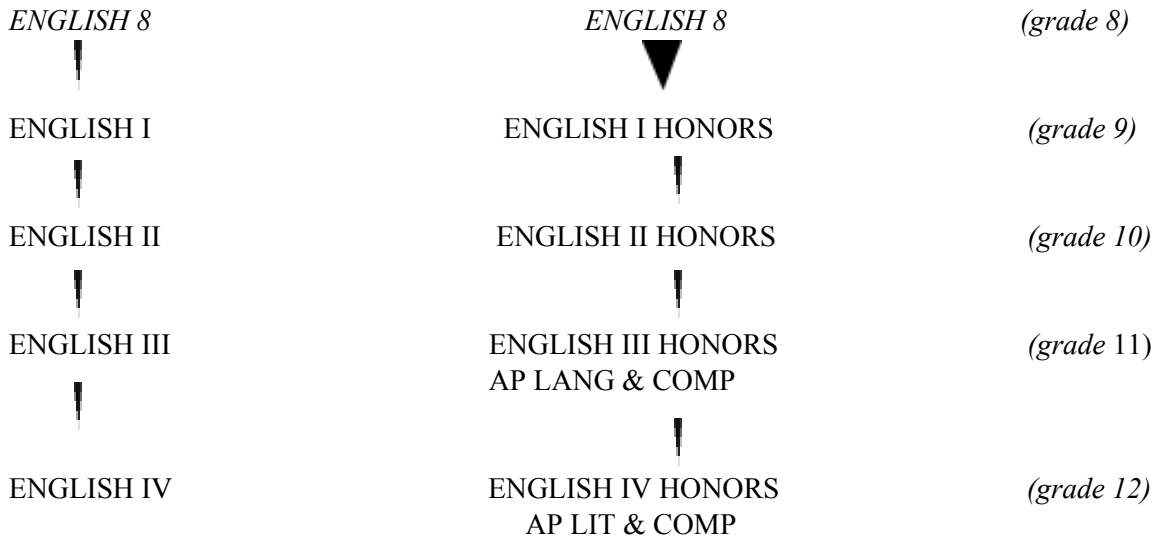 ENGLISH 8 ENGLISH 8 (grade 8)
ENGLISH I ENGLISH I HONORS (grade 9)
ENGLISH II ENGLISH II HONORS (grade 10)
ENGLISH III ENGLISH III HONORS (grade 11)
AP LANG & COMP
ENGLISH IV ENGLISH IV HONORS (grade 12)
AP LIT & COMP